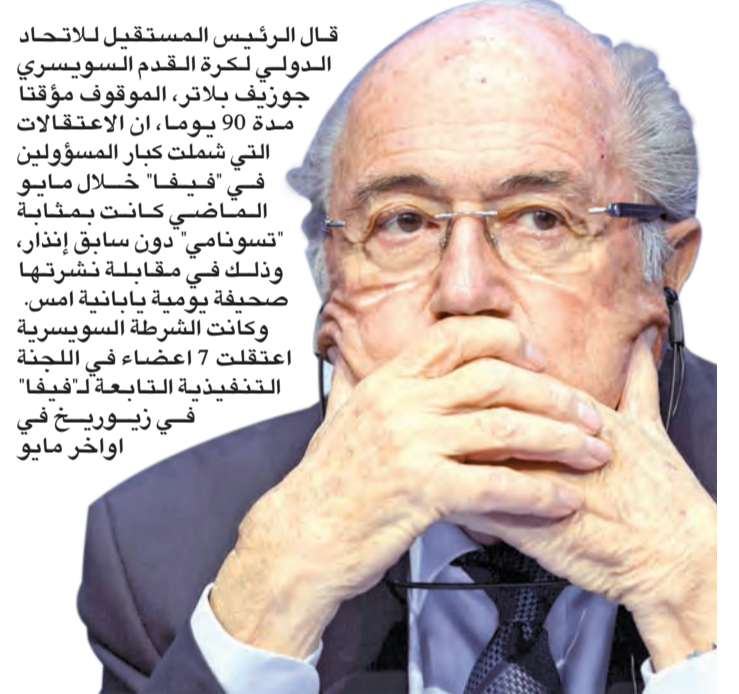 قال الرئيس المستقيل للاتحاد
الدولي لكرة القدم السويسري
جوزيف بلاتر، الموقوف مؤقتا
مدة 90 يوما، ان الاعتقالات
التي شملت كبار المسؤولين
في "فيفا" خلال مايو
الماضي كانت بمثابة
"تسونامي" دون سابق إنذار،
وذلك في مقابلة نشرتها
صحيفة يومية يابانية امس.
وكانت الشرطة السويسرية
اعتقلت 7 اعضاء في اللجنة
التنفيذية التابعة لـ"فيفا"
في زيوريخ في
اواخر مايو